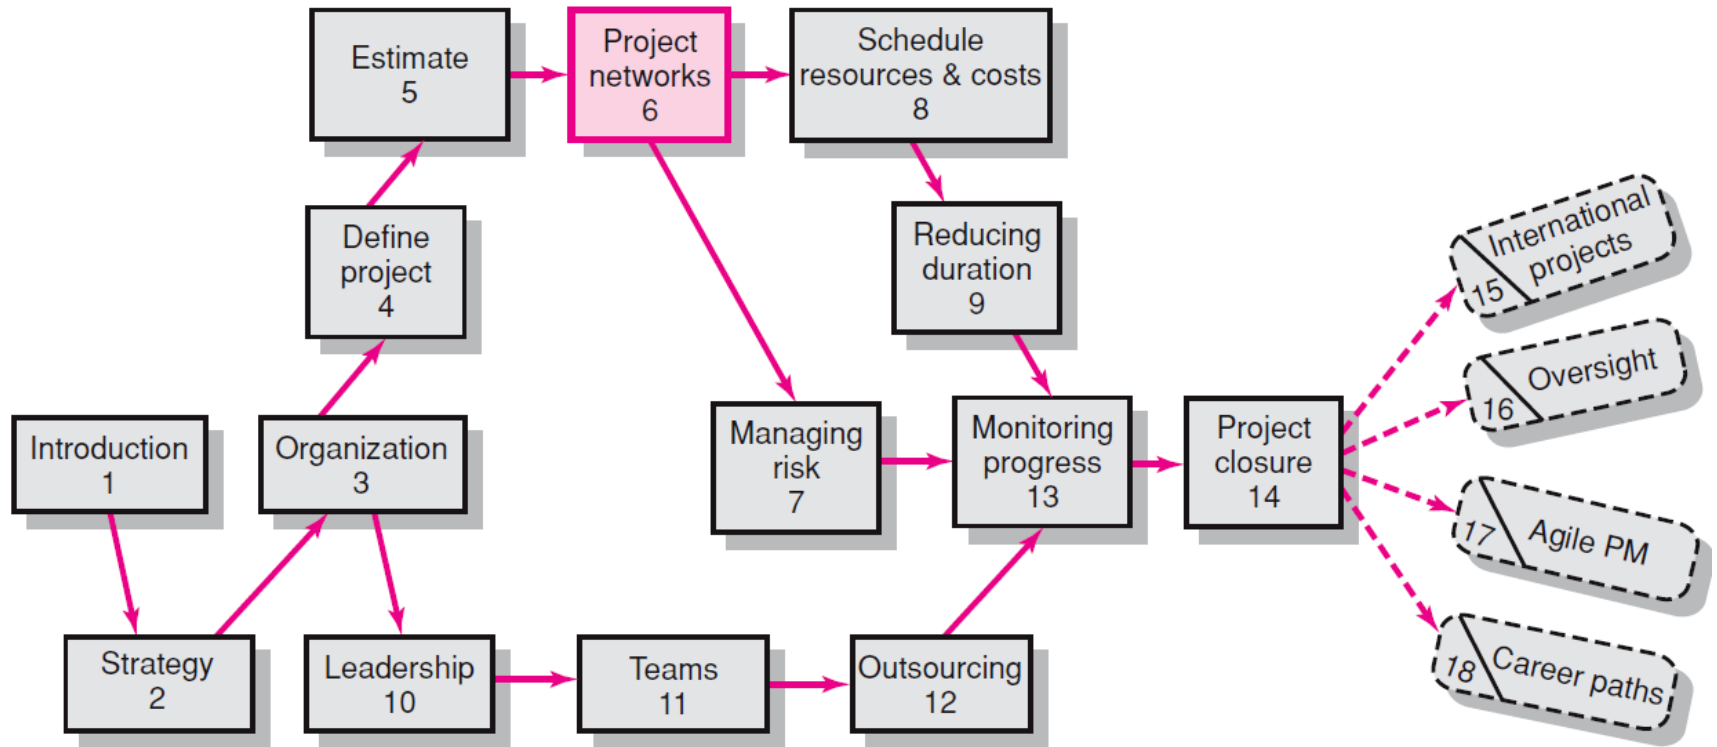 Estimate
5
Project
networks
6
Schedule
resources & costs
8
Define
project
4
Reducing
duration
9
International
projects
15
Oversight
16
Introduction
1
Organization
3
Managing
risk
7
Monitoring
progress
13
Project
closure
14
17
Agile PM
Strategy
2
Leadership
10
Teams
11
Outsourcing
12
18
Career paths